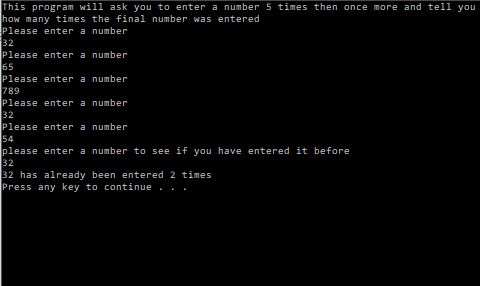 This program will ask you to enter a number 5 times then once more and tell you
how many times the final number was entered
Please enter a number
32
Please enter a number
65
Please enter a number
789
Please enter a number
32
Please enter a number
54
please enter a number to see if you have entered it before
32
32 has already been entered 2 times
Press any key to continue . . .